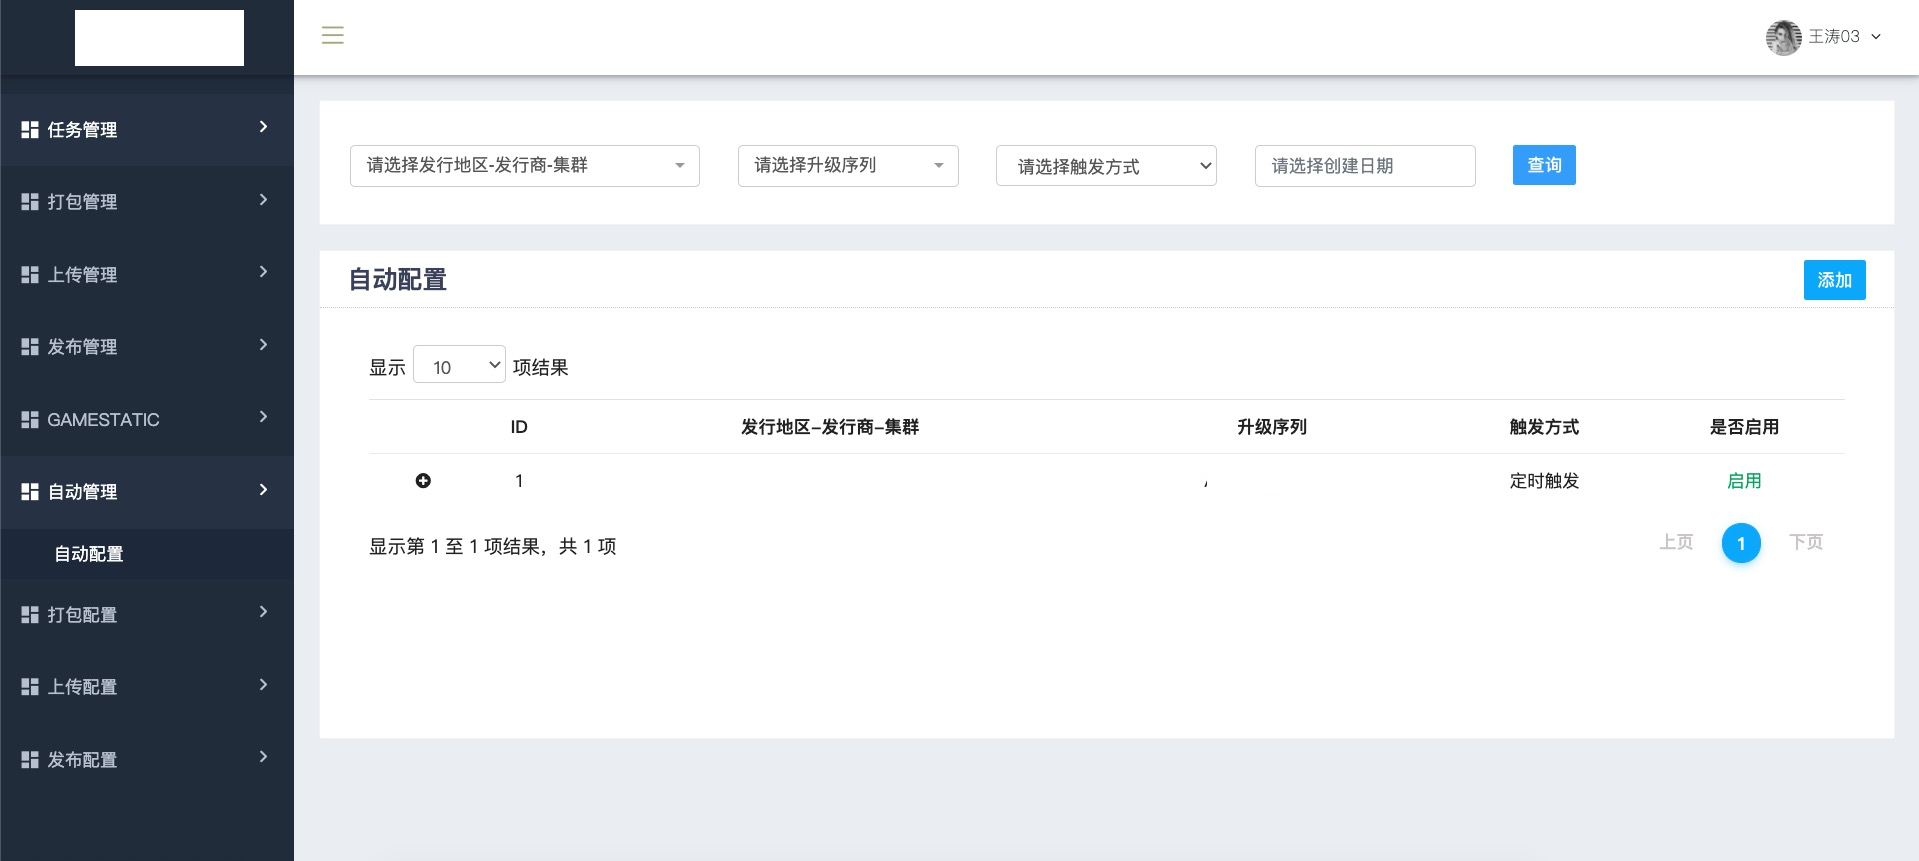 王涛03
任务管理
打包管理
上传管理
发布管理
GAMESTATIC
自动管理
自动配置
打包配置
上传配置
发布配置
请选择发行地区-发行商-集群 请选择升级序列 请选择触发方式 请选择创建日期 查询
自动配置 添加
显示 10 项结果
ID 发行地区-发行商-集群 升级序列 触发方式 是否启用
1 定时触发 启用
显示第 1 至 1 项结果，共 1 项 上页 1 下页